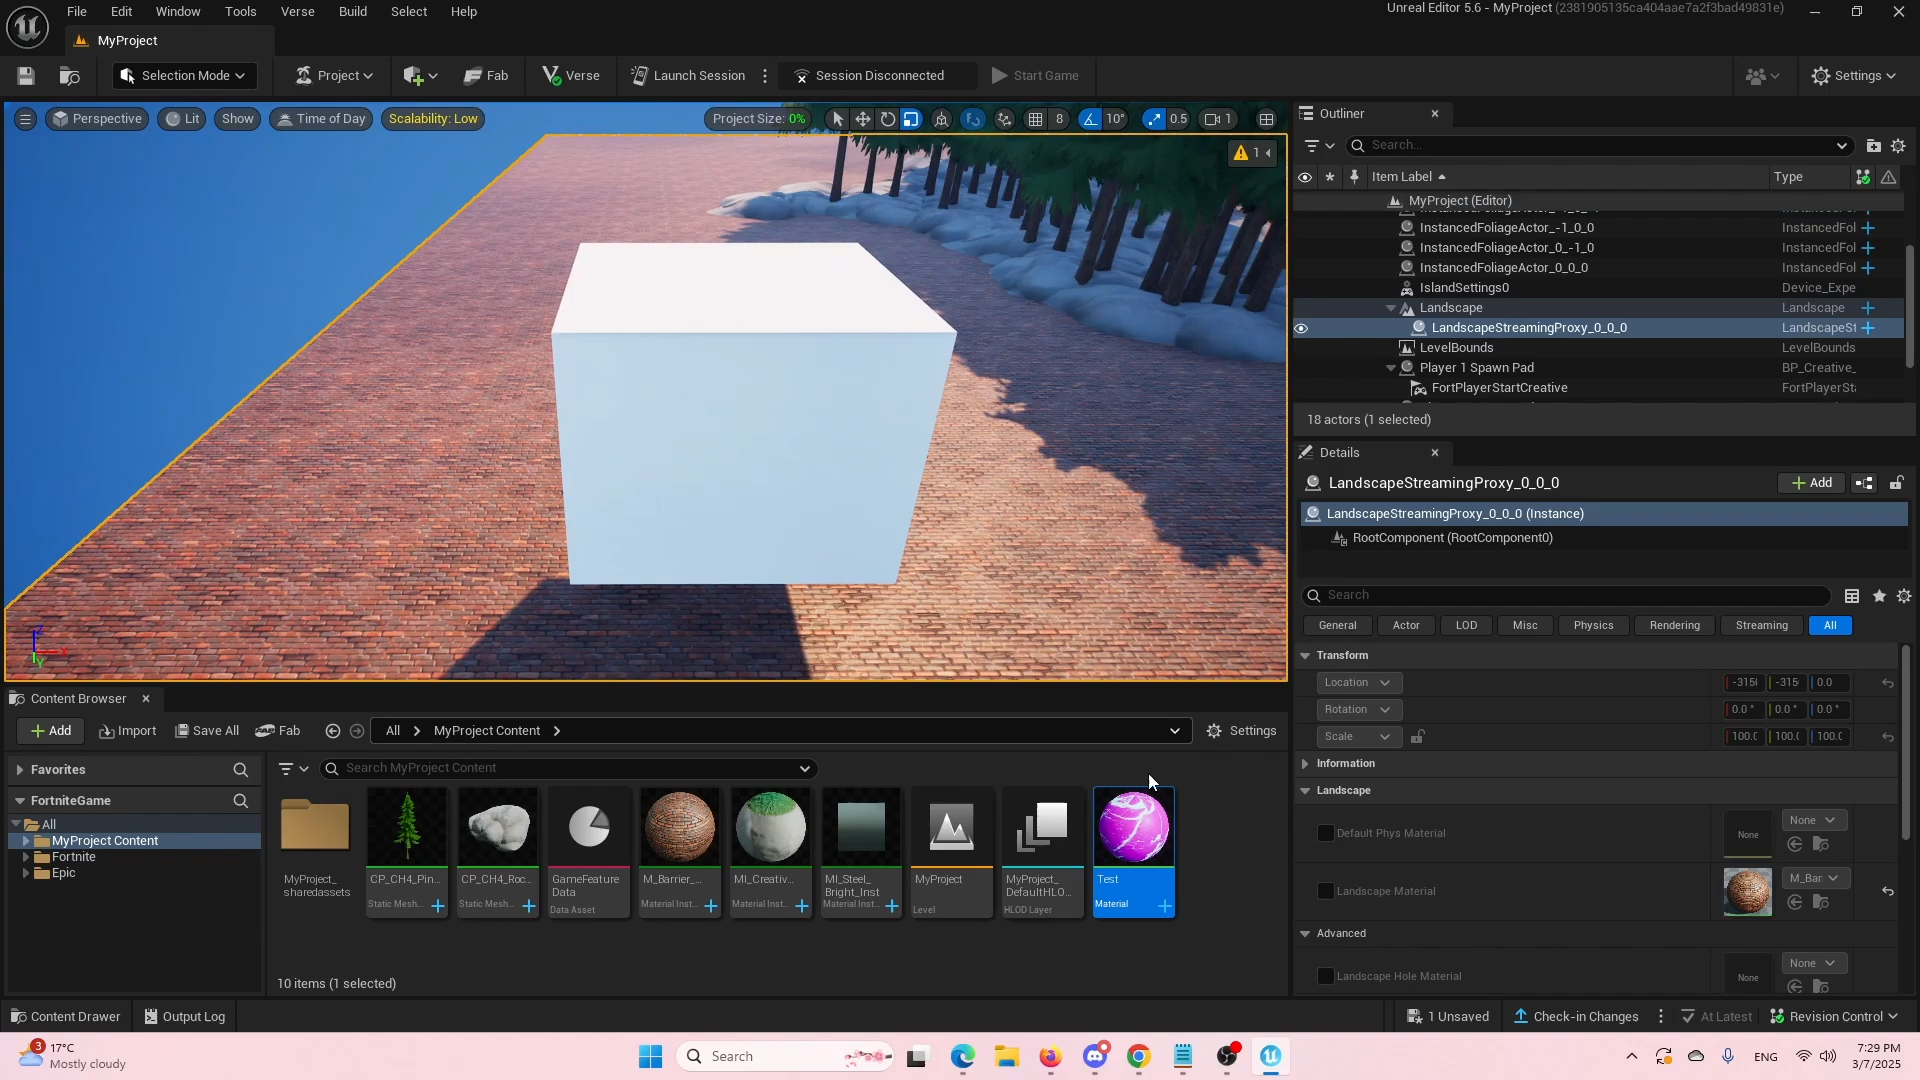 File Edit Window Tools Verse Build Select Help
Unreal Editor 5.6 - MyProject (2381905135ca404aae7a2f3bad49831e)
MyProject
Selection Mode
Project
Fab
Verse
Launch Session
Session Disconnected
Start Game
Settings
Perspective
Lit
Show
Time of Day
Scalability: Low
Project Size: 0%
8
10°
0.5
1
1
Outliner
Search...
Item Label
Type
MyProject (Editor)
InstancedFoliageActor_-1_0_0 InstancedFol
InstancedFoliageActor_0_-1_0 InstancedFol
InstancedFoliageActor_0_0_0 InstancedFol
IslandSettings0 Device_Expe
Landscape Landscape
LandscapeStreamingProxy_0_0_0 LandscapeSt
LevelBounds LevelBounds
Player 1 Spawn Pad BP_Creative_
FortPlayerStartCreative FortPlayerSta
18 actors (1 selected)
Details
LandscapeStreamingProxy_0_0_0
Add
LandscapeStreamingProxy_0_0_0 (Instance)
RootComponent (RootComponent0)
Search
General Actor LOD Misc Physics Rendering Streaming All
Transform
Location -315 -315 0.0
Rotation 0.0° 0.0° 0.0°
Scale 100. 100. 100.
Information
Landscape
Default Phys Material None None
Landscape Material M_Bar
Advanced
Landscape Hole Material None None
Content Browser
Add Import Save All Fab All MyProject Content Settings
Favorites
FortniteGame
All
MyProject Content
Fortnite
Epic
Search MyProject Content
MyProject_
sharedassets
CP_CH4_Pin...
Static Mesh...
CP_CH4_Roc...
Static Mesh...
GameFeature
Data
Data Asset
M_Barrier_...
Material Inst...
MI_Creativ...
Material Inst...
MI_Steel_
Bright_Inst
Material Inst...
MyProject
Level
MyProject_
DefaultHLO...
HLOD Layer
Test
Material
10 items (1 selected)
Content Drawer
Output Log
1 Unsaved
Check-in Changes
At Latest
Revision Control
3
17°C
Mostly cloudy
Search
ENG
7:29 PM
3/7/2025
X
Y
Z